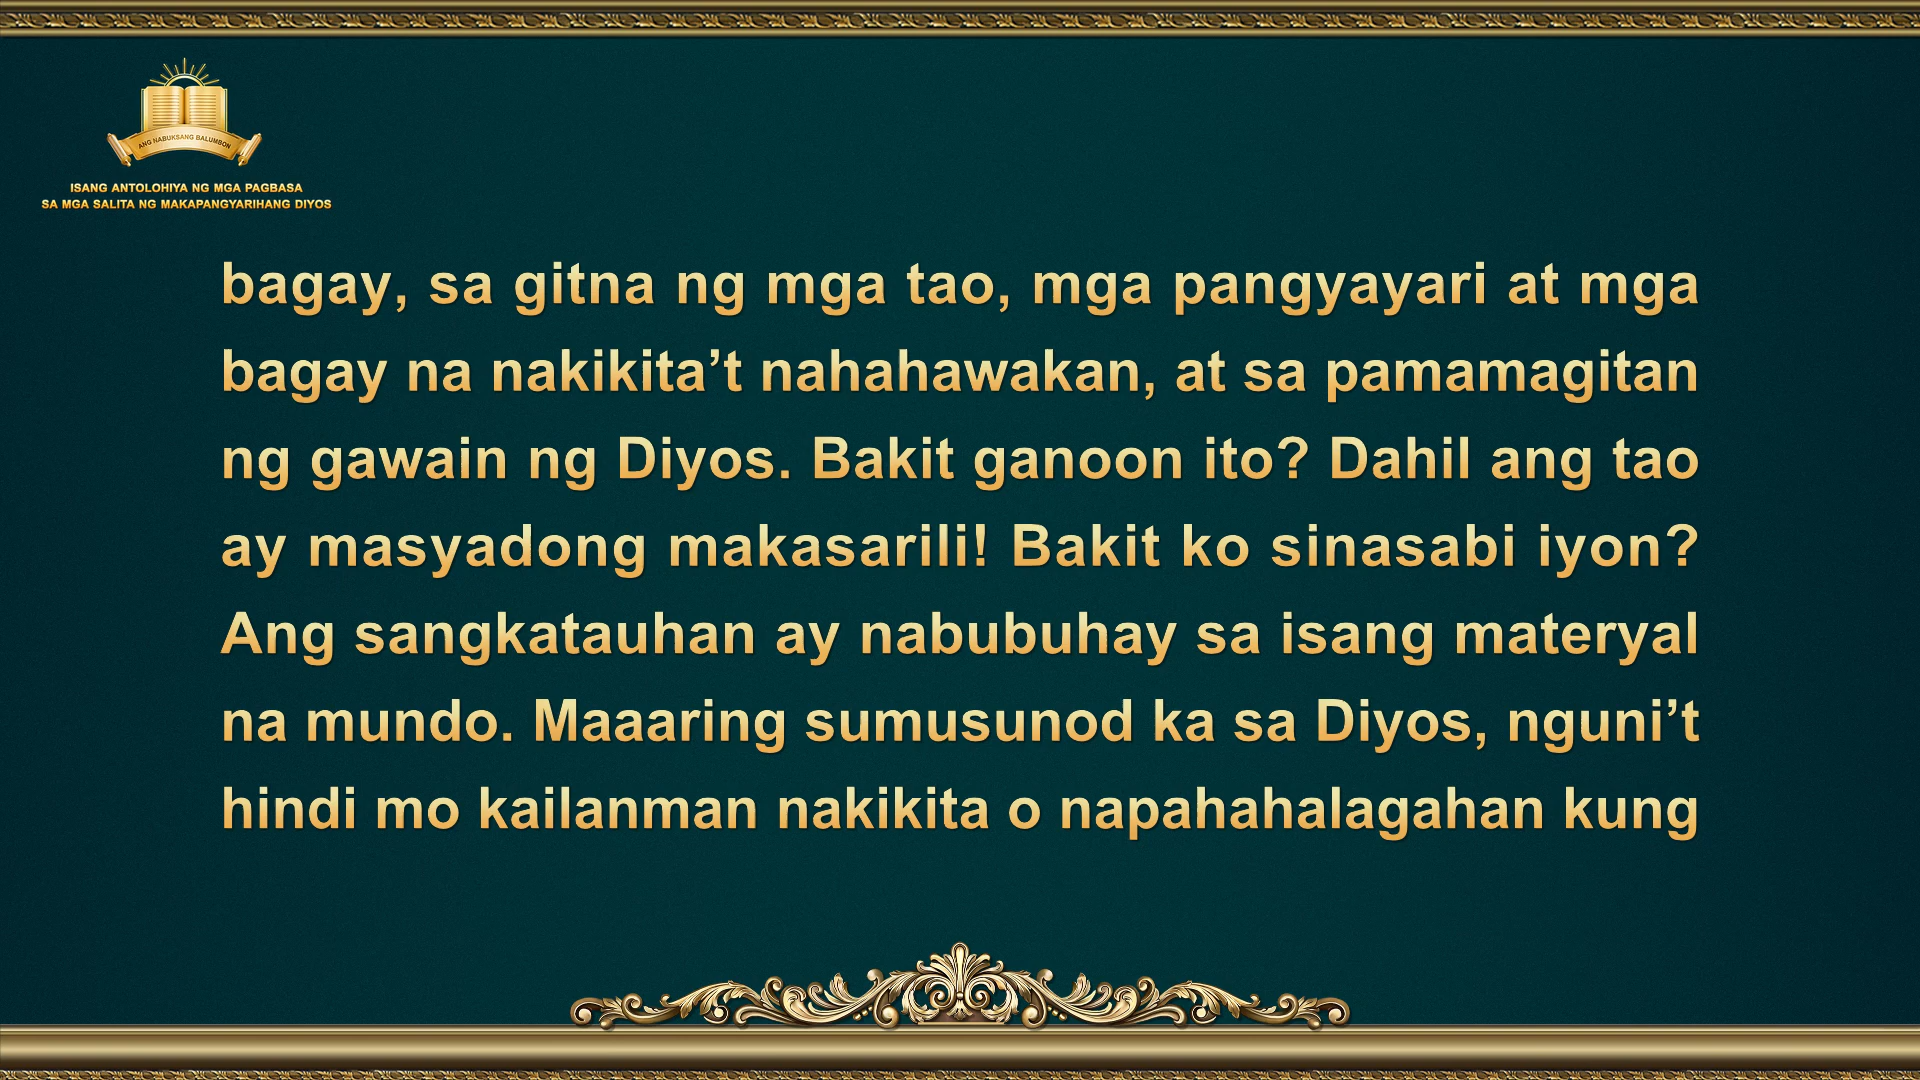 ANG NABUKSANG BALUMBON
ISANG ANTOLOHIYA NG MGA PAGBASA
SA MGA SALITA NG MAKAPANGYARIHANG DIYOS
bagay, sa gitna ng mga tao, mga pangyayari at mga
bagay na nakikita’t nahahawakan, at sa pamamagitan
ng gawain ng Diyos. Bakit ganoon ito? Dahil ang tao
ay masyadong makasarili! Bakit ko sinasabi iyon?
Ang sangkatauhan ay nabubuhay sa isang materyal
na mundo. Maaaring sumusunod ka sa Diyos, nguni’t
hindi mo kailanman nakikita o napahahalagahan kung